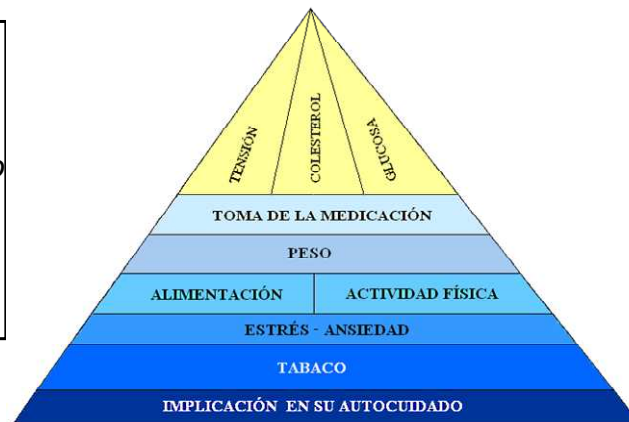 TENSIÓN
COLESTEROL
GLUCOSA
TOMA DE LA MEDICACIÓN
PESO
ALIMENTACIÓN ACTIVIDAD FÍSICA
ESTRÉS - ANSIEDAD
TABACO
IMPLICACIÓN EN SU AUTOCUIDADO